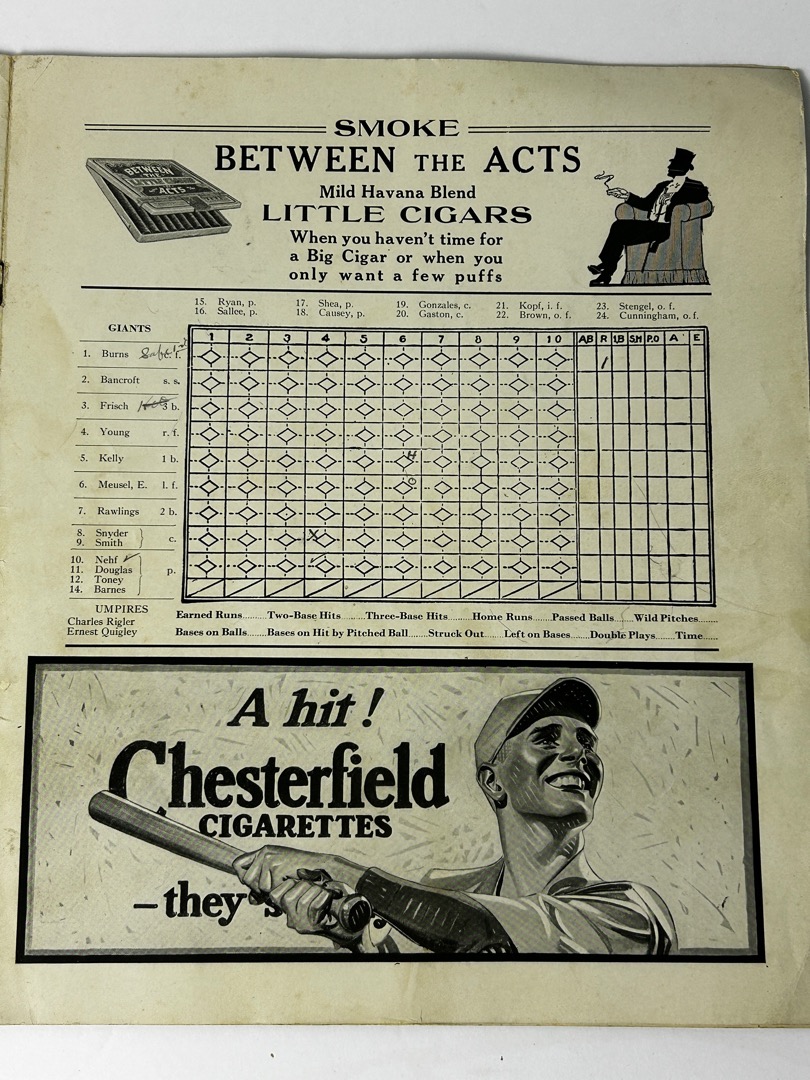 SMOKE
BETWEEN THE ACTS
BETWEEN THE LITTLE ACTS
Mild Havana Blend
LITTLE CIGARS
When you haven't time for
a Big Cigar or when you
only want a few puffs
15. Ryan, p. 17. Shea, p. 19. Gonzales, c. 21. Kopf, i. f. 23. Stengel, o. f.
16. Sallee, p. 18. Causey, p. 20. Gaston, c. 22. Brown, o. f. 24. Cunningham, o. f.
GIANTS
1 2 3 4 5 6 7 8 9 10 AB R 1B S.H P.O A E
1. Burns c. f.
2. Bancroft s. s.
3. Frisch 3 b.
4. Young r. f.
5. Kelly 1 b.
H
6. Meusel, E. l. f.
O
7. Rawlings 2 b.
8. Snyder
9. Smith c.
X
10. Nehf
11. Douglas p.
12. Toney
14. Barnes
UMPIRES
Charles Rigler
Ernest Quigley
Earned Runs......Two-Base Hits......Three-Base Hits......Home Runs......Passed Balls......Wild Pitches......
Bases on Balls......Bases on Hit by Pitched Ball......Struck Out......Left on Bases......Double Plays......Time......
A hit!
Chesterfield
CIGARETTES
—they's